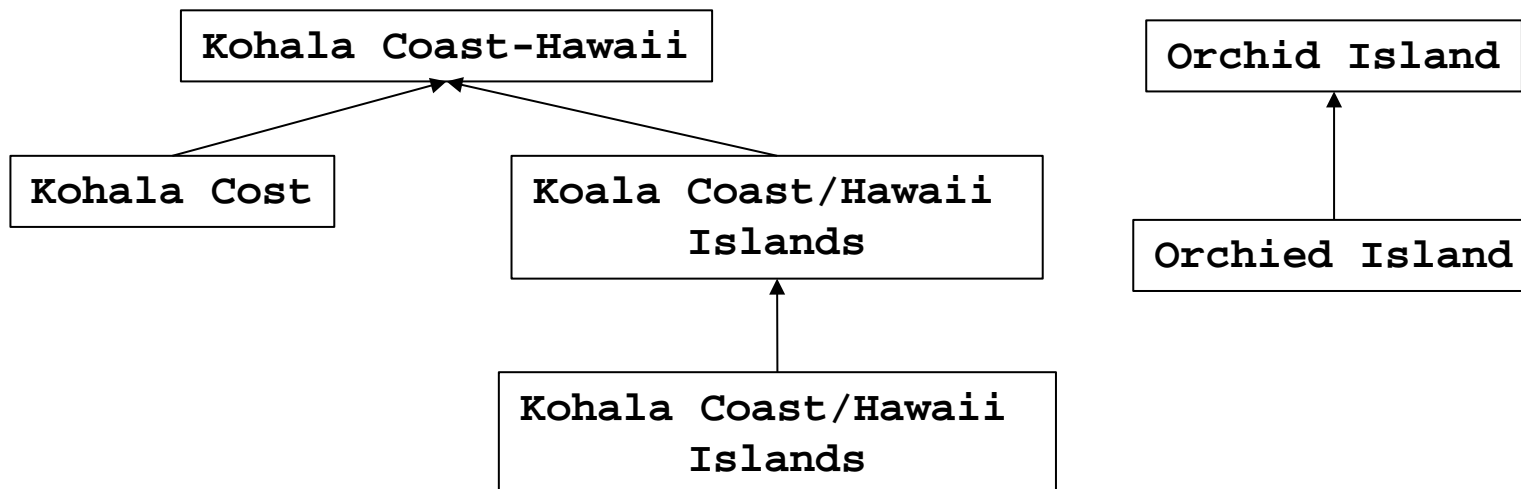 Kohala Coast-Hawaii
Orchid Island
Kohala Cost
Koala Coast/Hawaii
Islands
Orchied Island
Kohala Coast/Hawaii
Islands